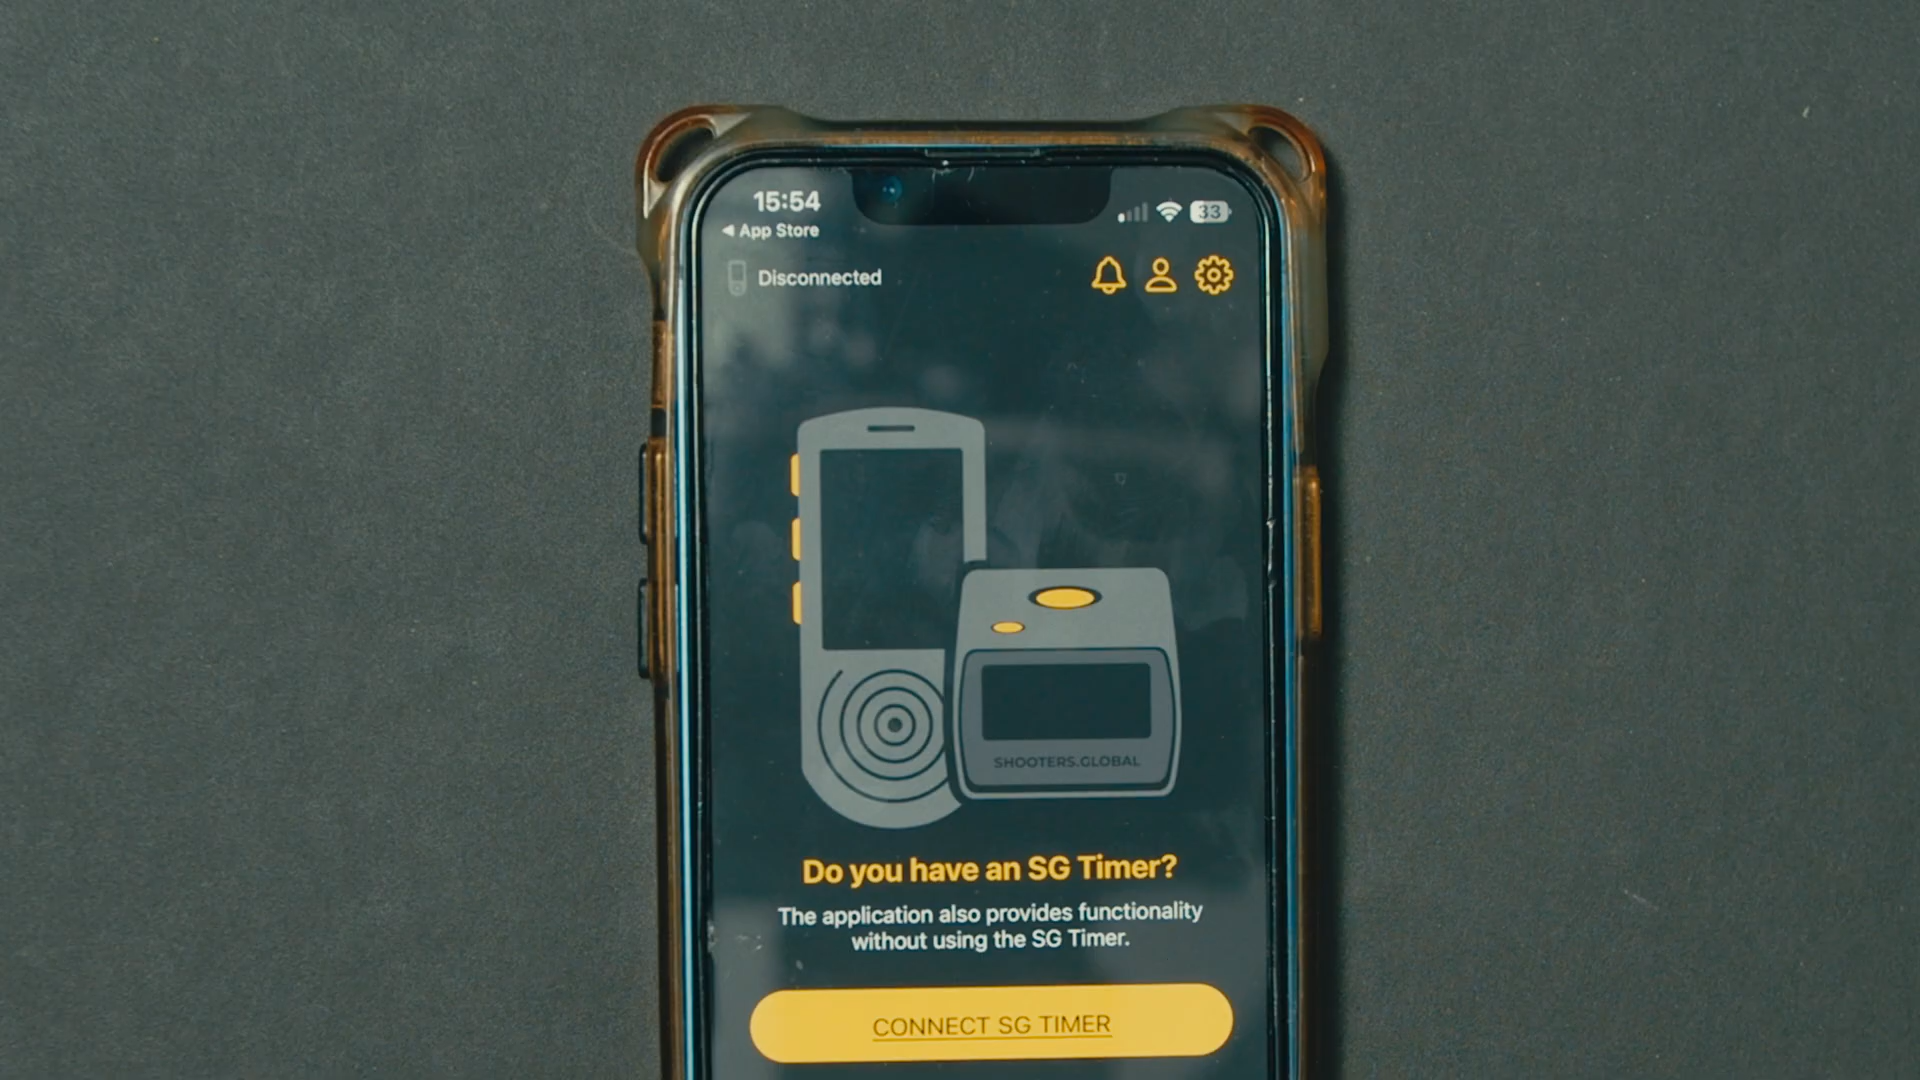 15:54
33
◀ App Store
Disconnected
SHOOTERS.GLOBAL
Do you have an SG Timer?
The application also provides functionality
without using the SG Timer.
CONNECT SG TIMER